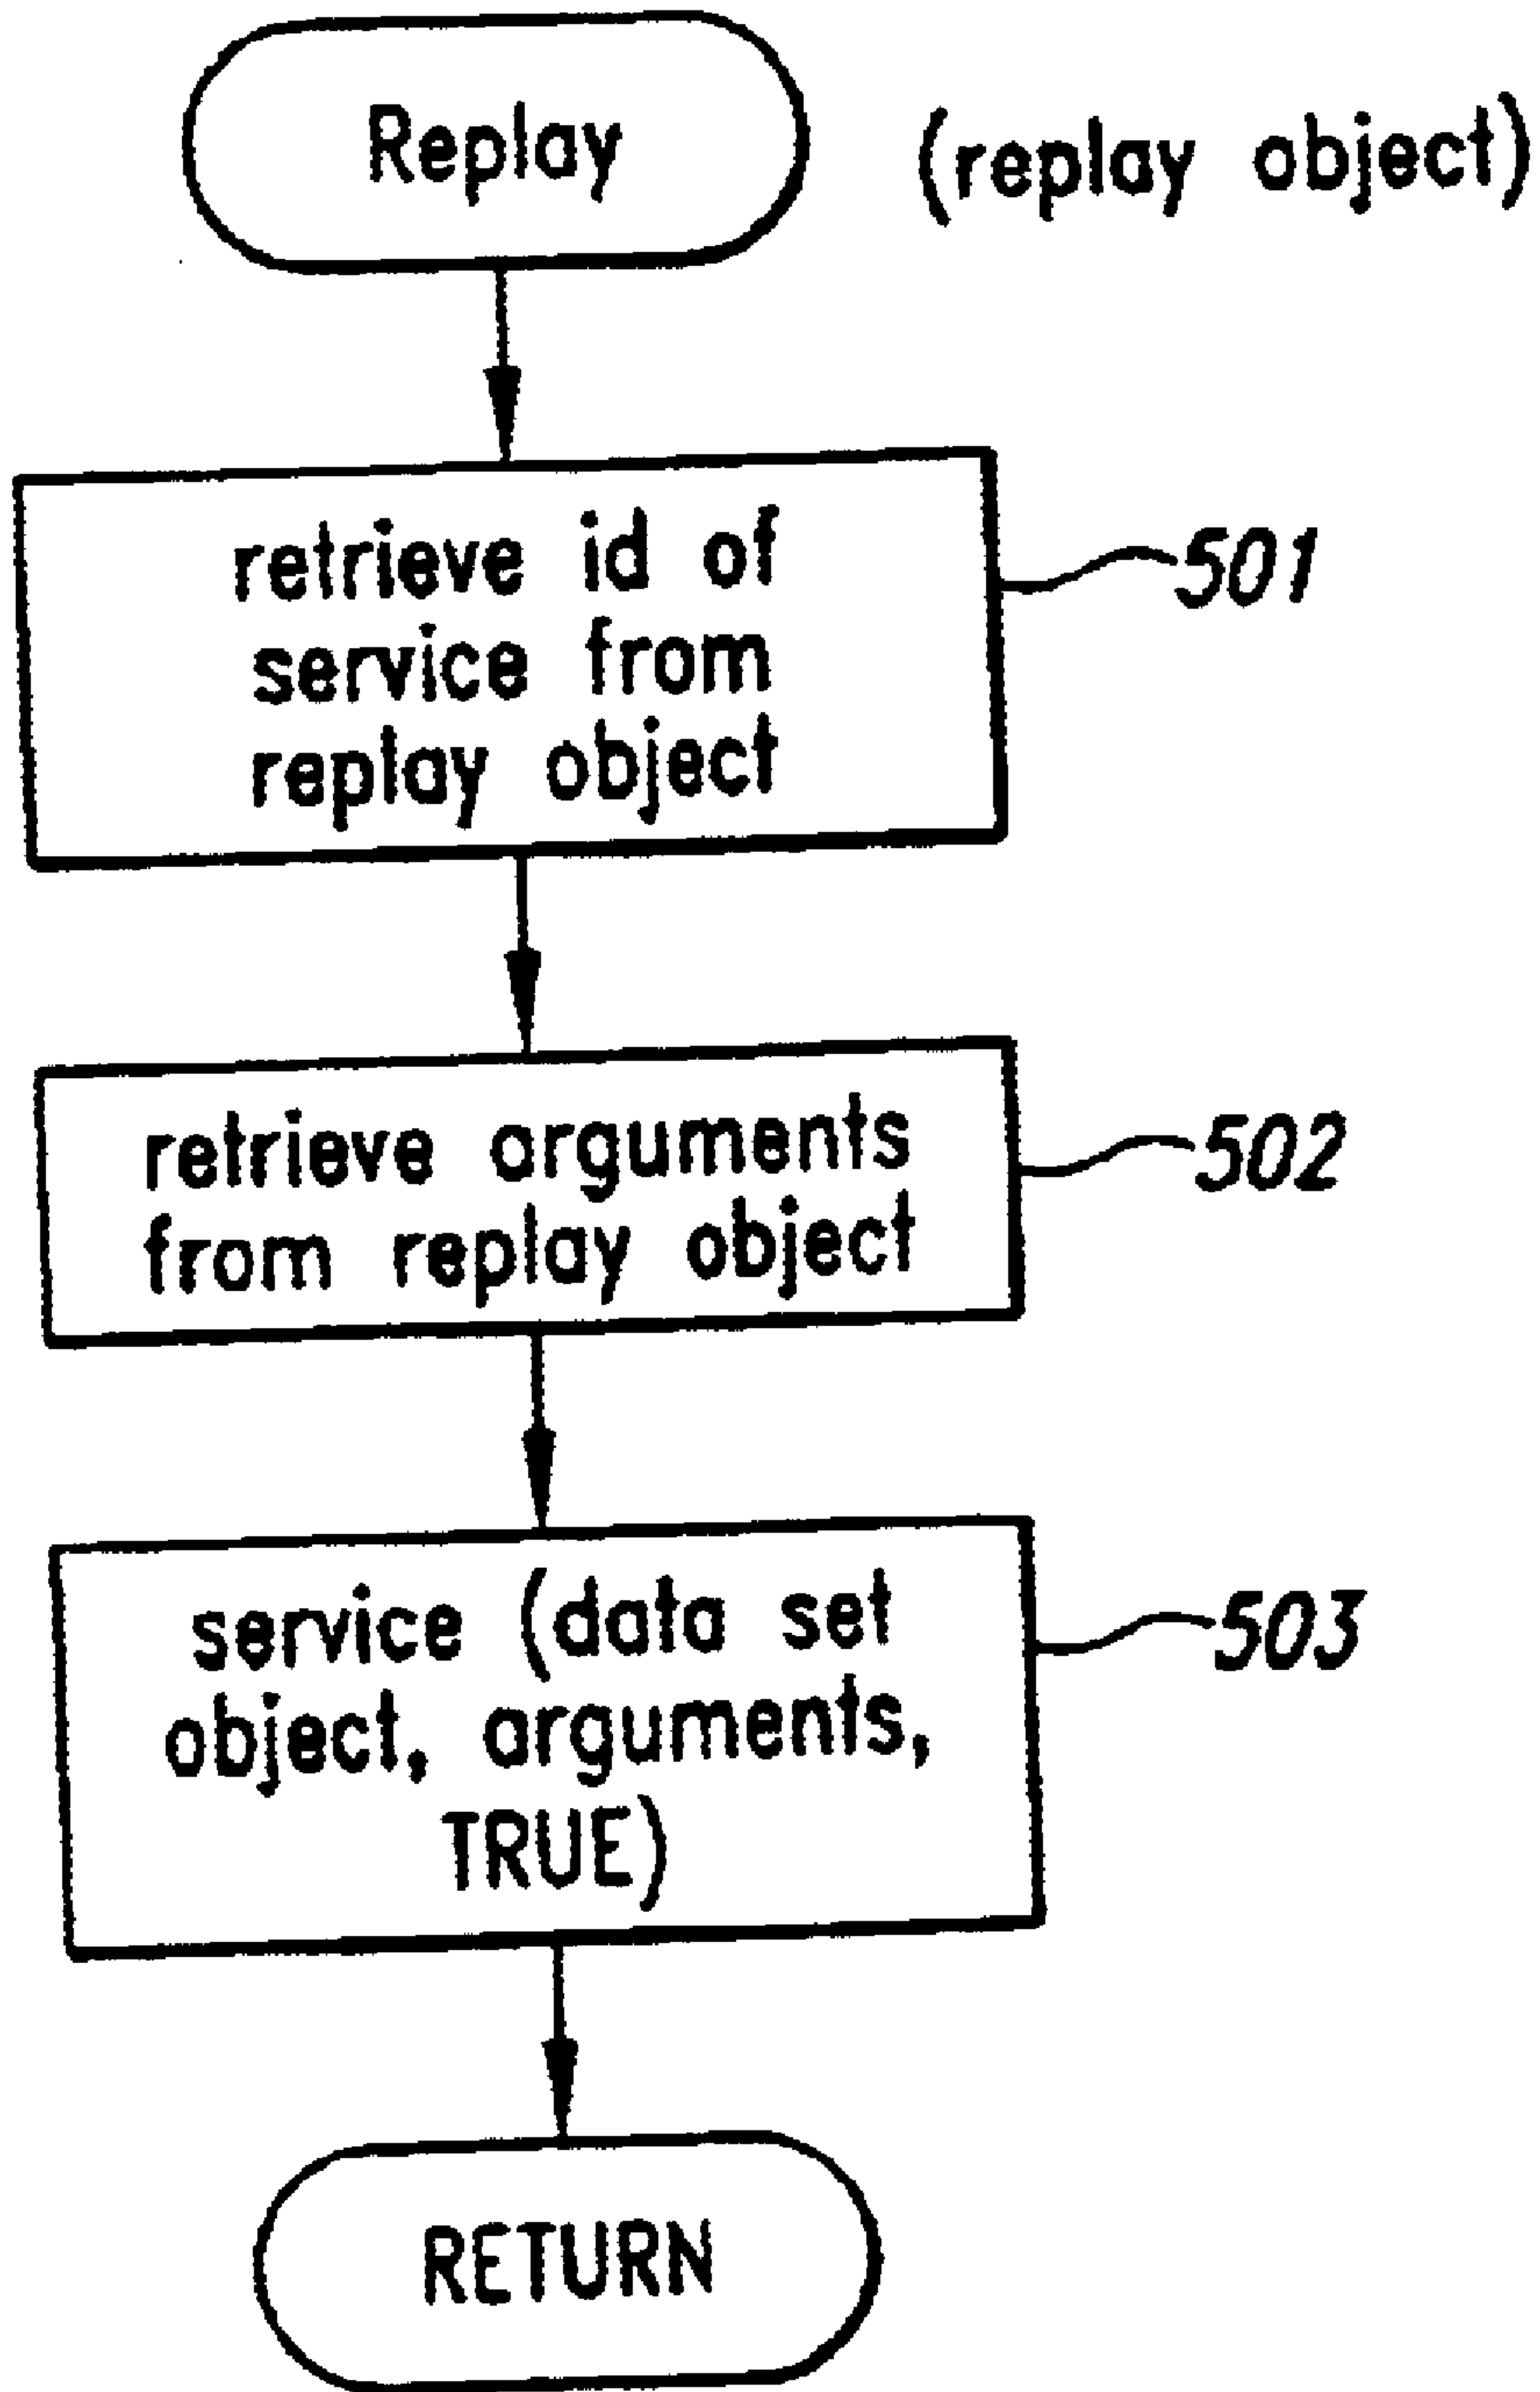 Replay
(replay object)
retrieve id of
service from
replay object
501
retrieve arguments
from replay object
502
service (data set
object, arguments,
TRUE)
503
RETURN